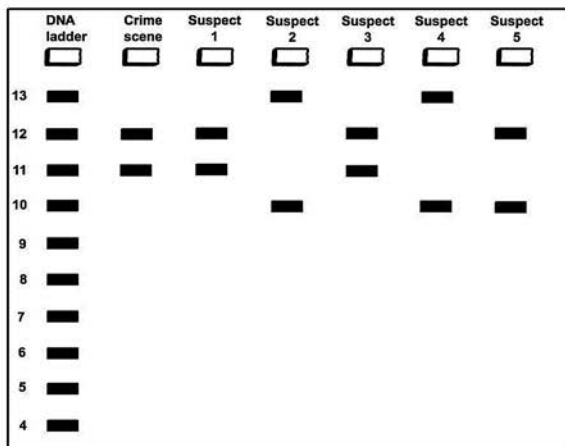 DNA ladder
Crime scene
Suspect 1
Suspect 2
Suspect 3
Suspect 4
Suspect 5
13
12
11
10
9
8
7
6
5
4